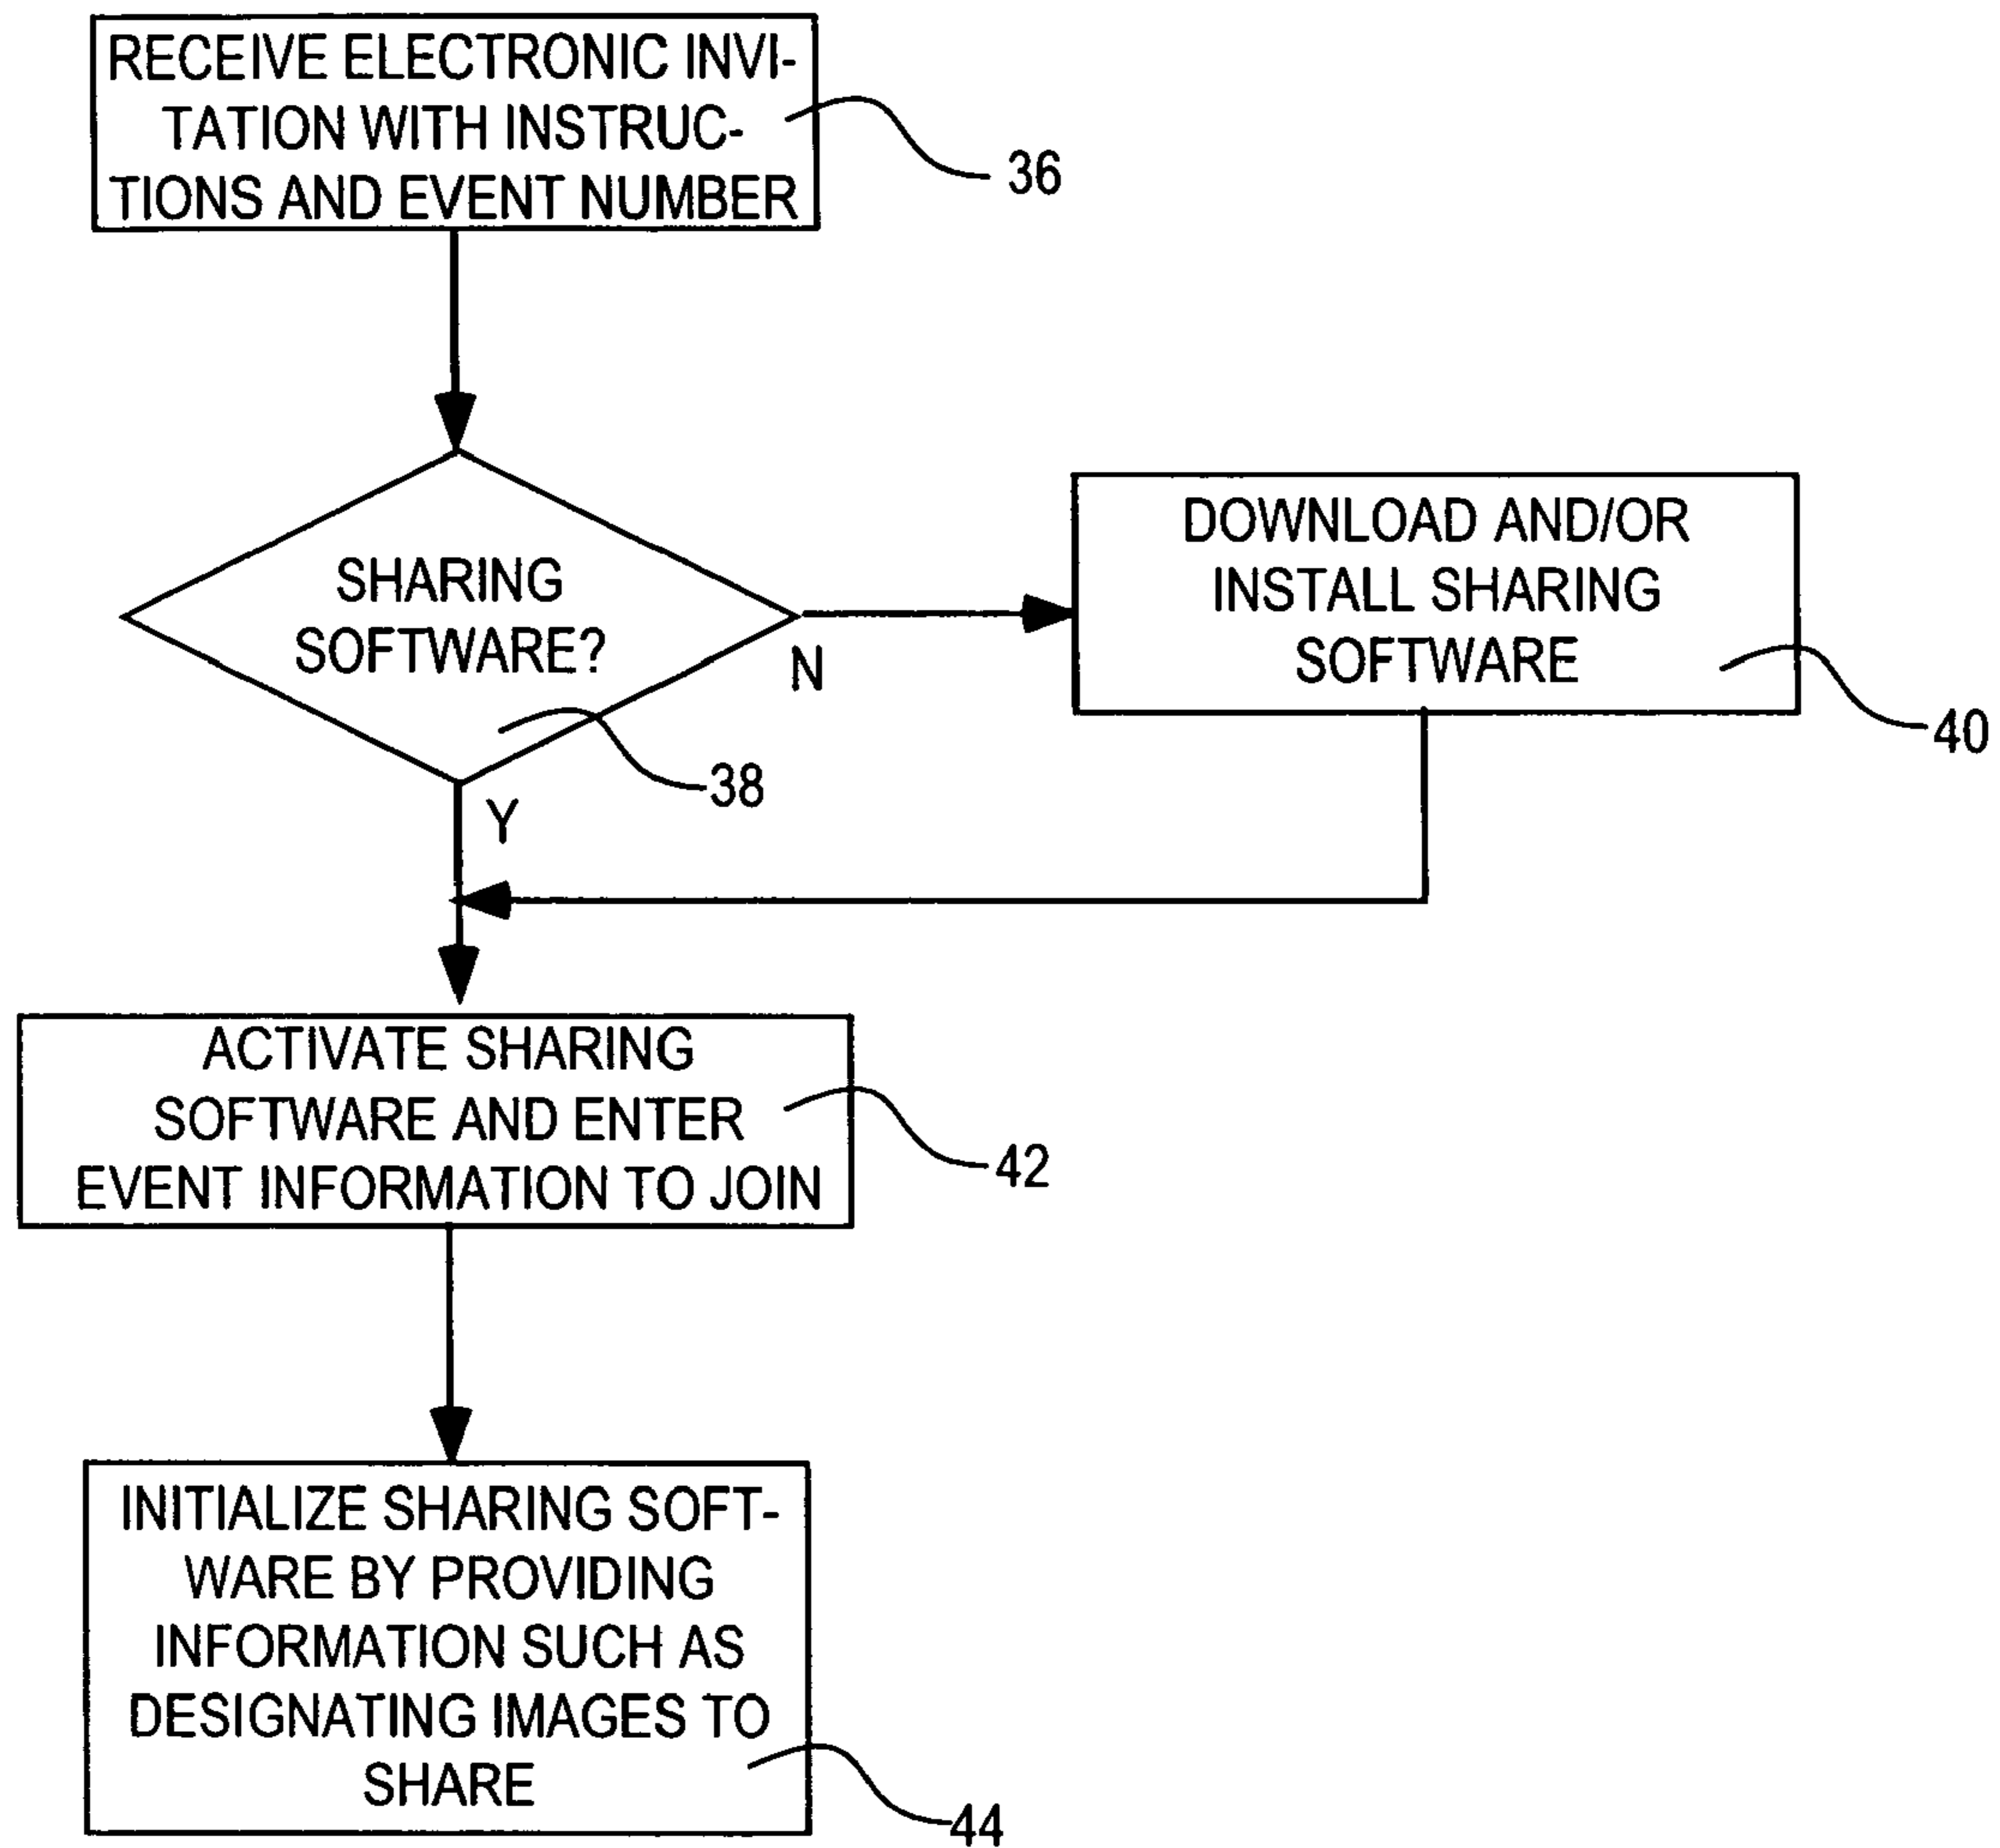 RECEIVE ELECTRONIC INVI-
TATION WITH INSTRUC-
TIONS AND EVENT NUMBER
36
SHARING
SOFTWARE?
N
38
Y
DOWNLOAD AND/OR
INSTALL SHARING
SOFTWARE
40
ACTIVATE SHARING
SOFTWARE AND ENTER
EVENT INFORMATION TO JOIN
42
INITIALIZE SHARING SOFT-
WARE BY PROVIDING
INFORMATION SUCH AS
DESIGNATING IMAGES TO
SHARE
44